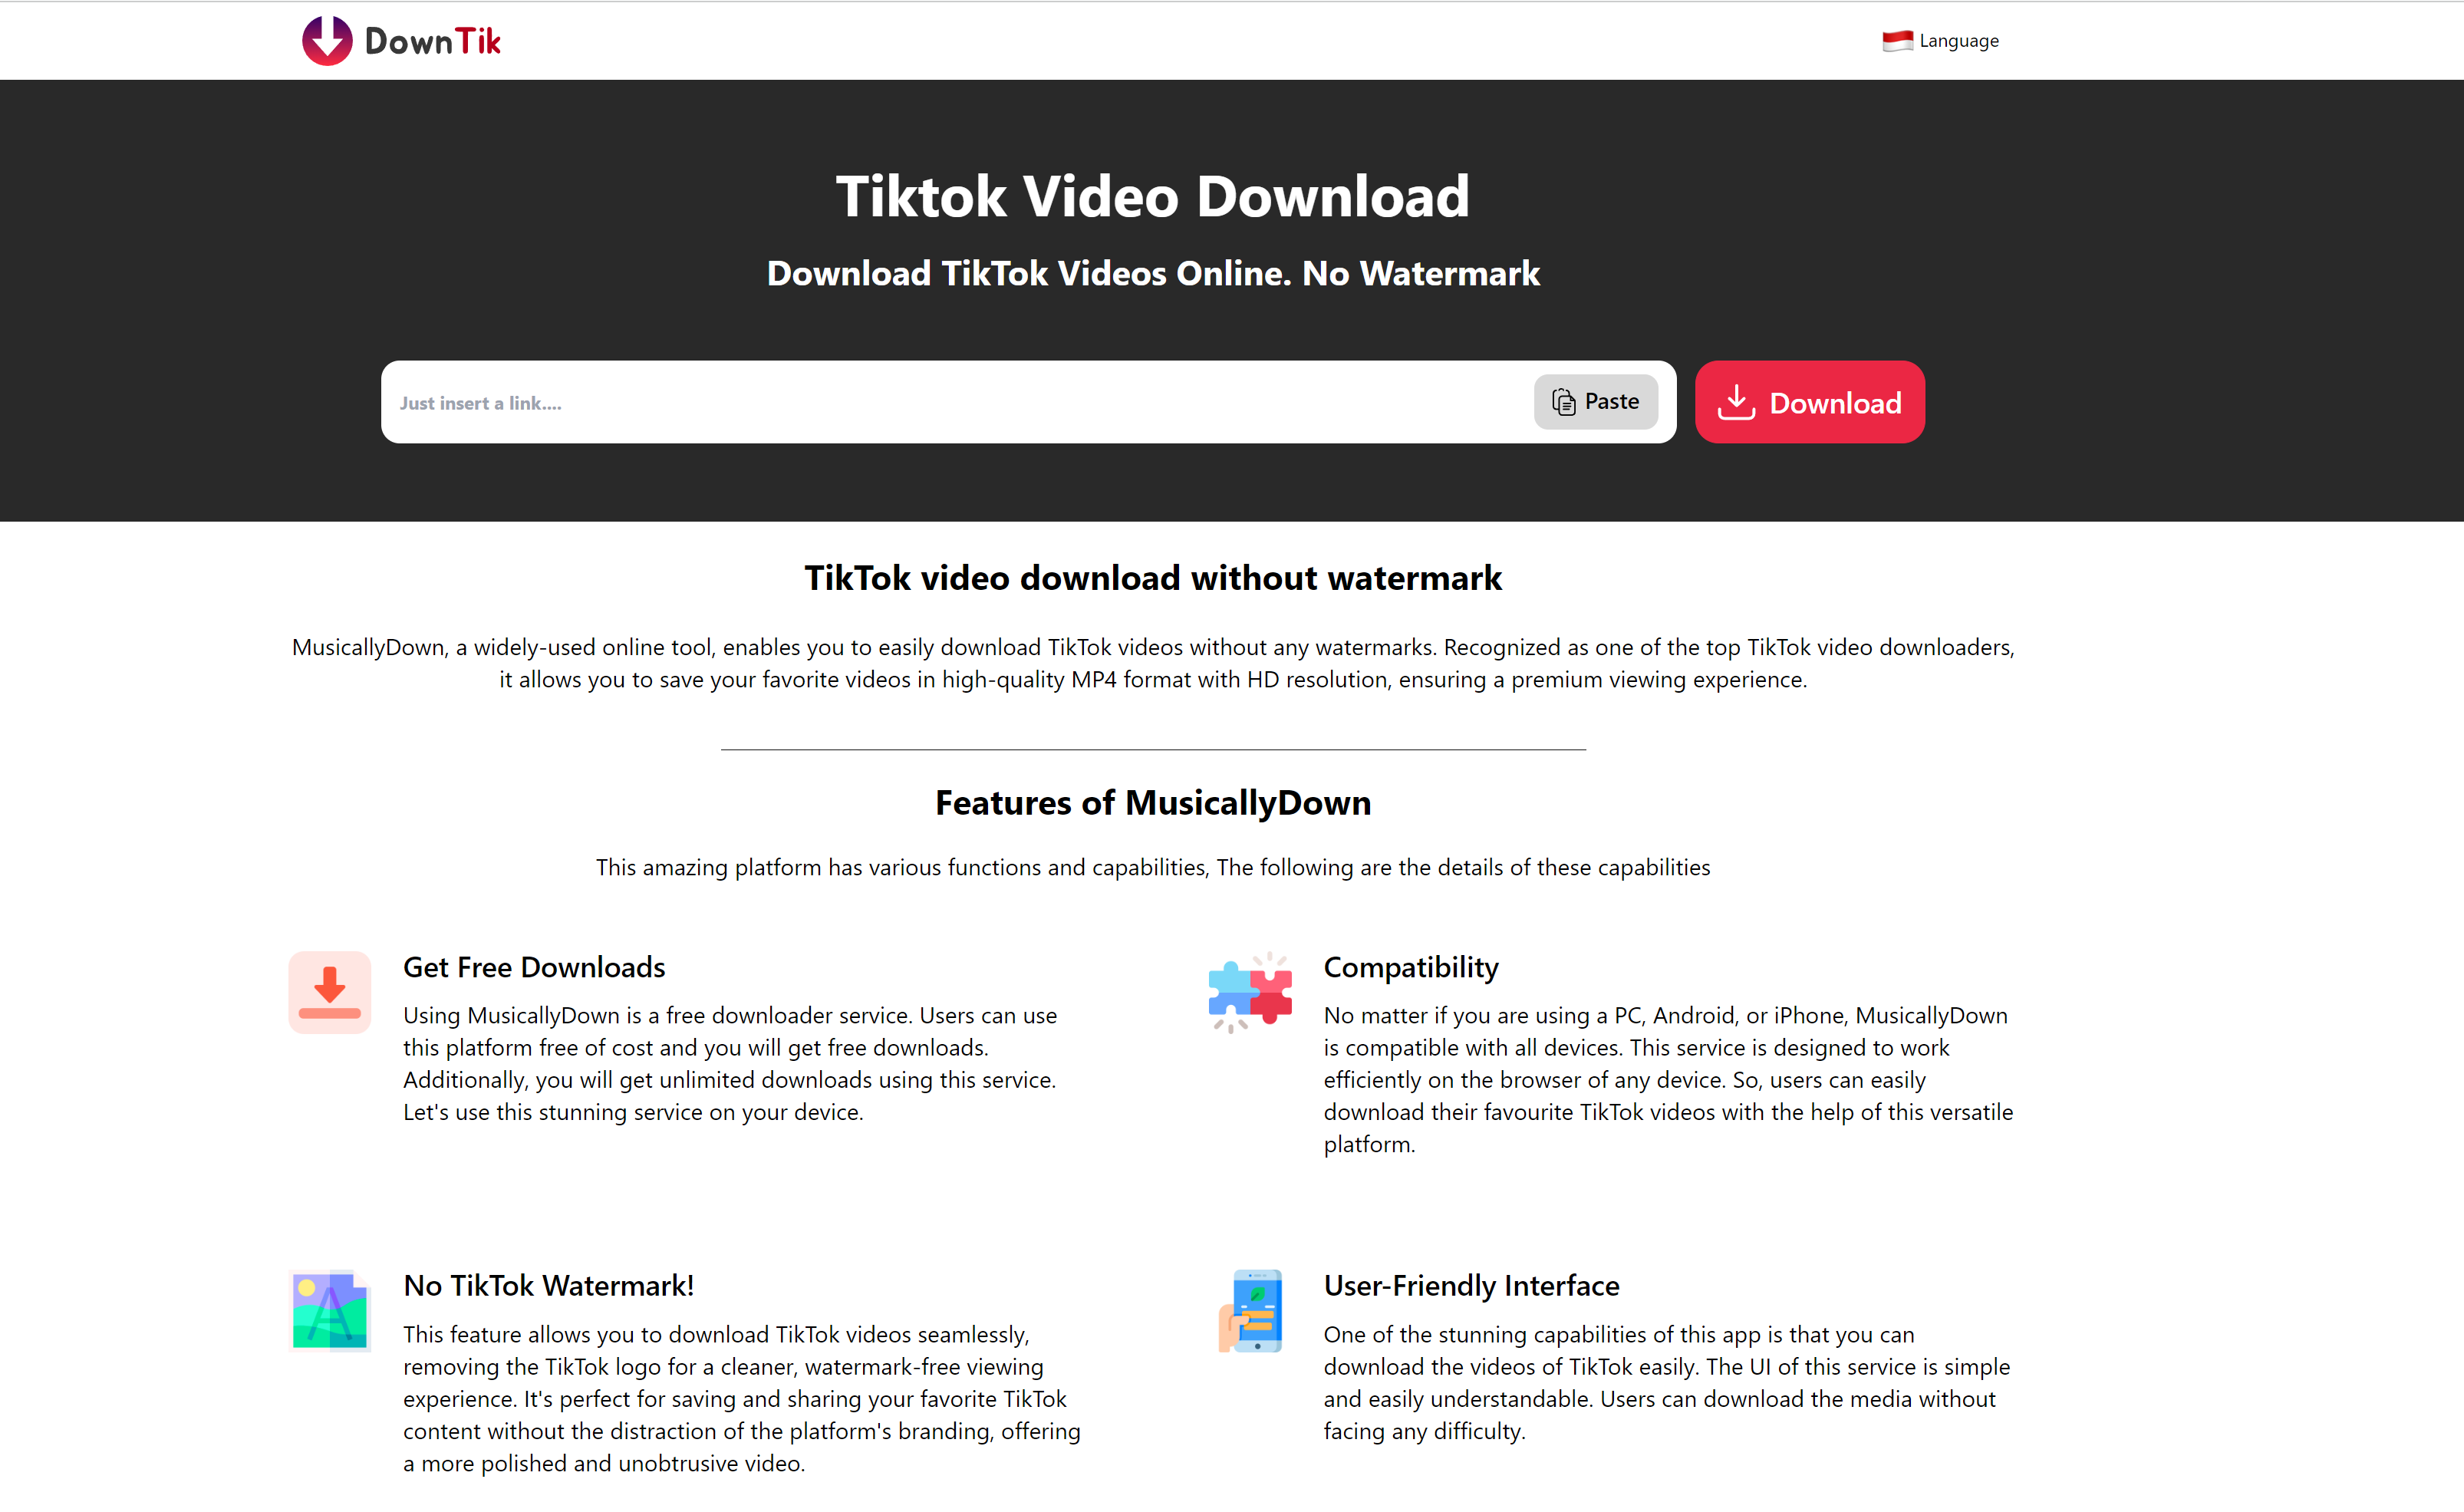 DownTik
Language
Tiktok Video Download
Download TikTok Videos Online. No Watermark
Just insert a link....
Paste
Download
TikTok video download without watermark
MusicallyDown, a widely-used online tool, enables you to easily download TikTok videos without any watermarks. Recognized as one of the top TikTok video downloaders,
it allows you to save your favorite videos in high-quality MP4 format with HD resolution, ensuring a premium viewing experience.
Features of MusicallyDown
This amazing platform has various functions and capabilities, The following are the details of these capabilities
Get Free Downloads
Using MusicallyDown is a free downloader service. Users can use
this platform free of cost and you will get free downloads.
Additionally, you will get unlimited downloads using this service.
Let's use this stunning service on your device.
Compatibility
No matter if you are using a PC, Android, or iPhone, MusicallyDown
is compatible with all devices. This service is designed to work
efficiently on the browser of any device. So, users can easily
download their favourite TikTok videos with the help of this versatile
platform.
No TikTok Watermark!
This feature allows you to download TikTok videos seamlessly,
removing the TikTok logo for a cleaner, watermark-free viewing
experience. It's perfect for saving and sharing your favorite TikTok
content without the distraction of the platform's branding, offering
a more polished and unobtrusive video.
User-Friendly Interface
One of the stunning capabilities of this app is that you can
download the videos of TikTok easily. The UI of this service is simple
and easily understandable. Users can download the media without
facing any difficulty.